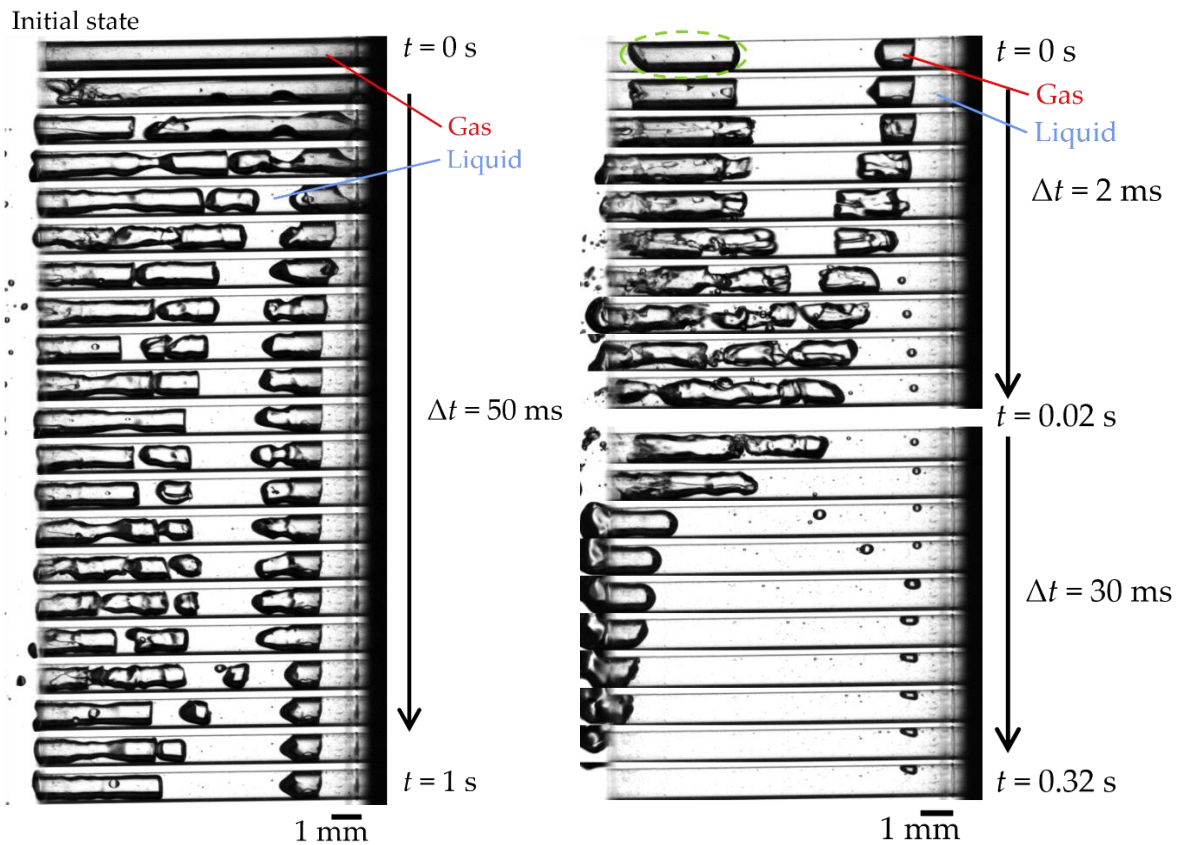 Initial state
t = 0 s
Gas
Liquid
Δt = 50 ms
t = 1 s
1 mm
t = 0 s
Gas
Liquid
Δt = 2 ms
t = 0.02 s
Δt = 30 ms
t = 0.32 s
1 mm